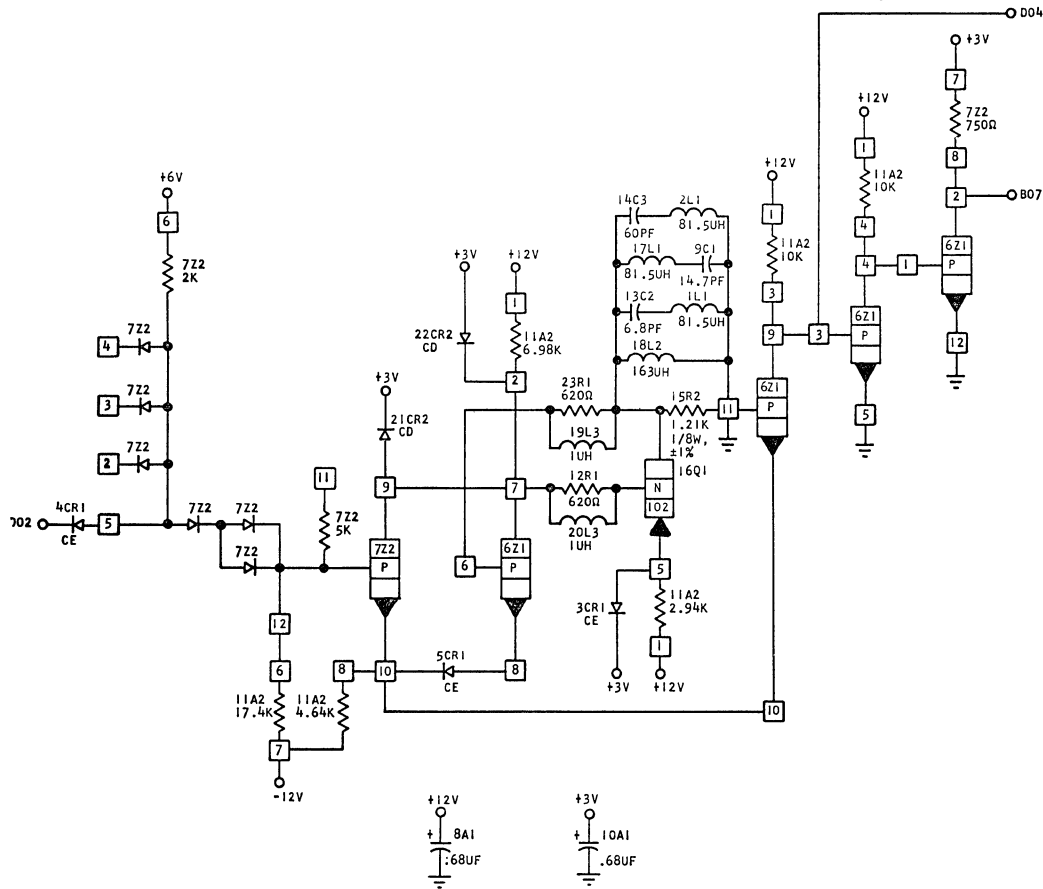 D04
+3V
7
7Z2
750Ω
8
2
B07
+12V
1
11A2
10K
4
4
1
6Z1
P
12
+12V
1
11A2
10K
3
9
3
6Z1
P
5
14C3
2L1
60PF
81.5UH
17L1
9C1
81.5UH
14.7PF
13C2
1L1
6.8PF
81.5UH
18L2
163UH
+6V
6
7Z2
2K
7Z2
4
7Z2
3
7Z2
2
4CR1
D02
CE
5
7Z2
7Z2
7Z2
11
7Z2
5K
+3V
+12V
1
22CR2
CD
11A2
6.98K
2
+3V
21CR2
CD
9
7
23R1
620Ω
19L3
1UH
12R1
620Ω
20L3
1UH
15R2
11
1.21K
1/8W,
±1%
16Q1
N
102
6Z1
P
7Z2
P
6
6Z1
P
5
3CR1
CE
11A2
2.94K
1
+3V
+12V
12
6
8
10
5CR1
CE
8
10
11A2
17.4K
11A2
4.64K
7
-12V
+12V
+
8A1
.68UF
+3V
+
10A1
.68UF